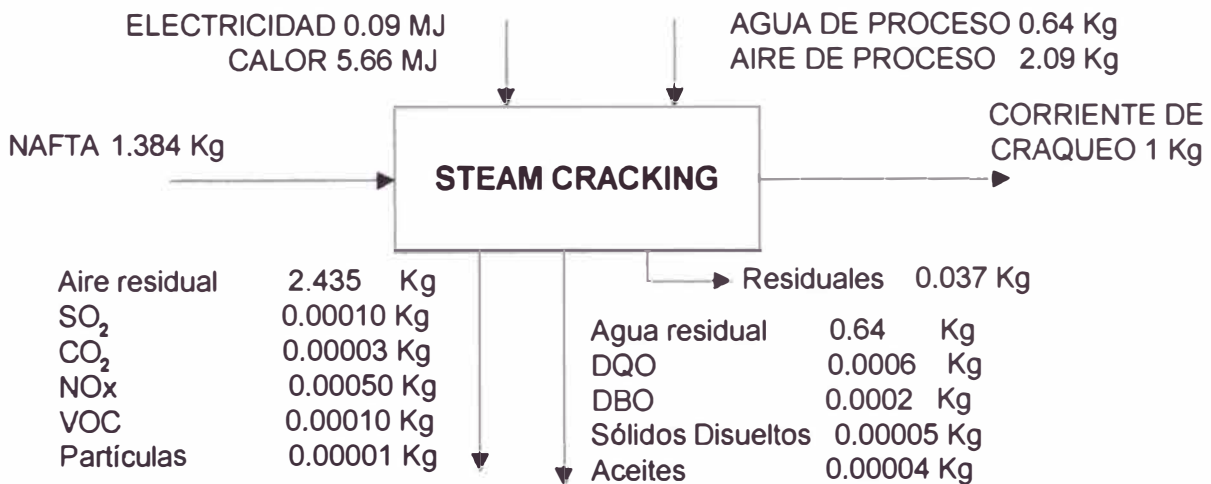 ELECTRICIDAD 0.09 MJ
CALOR 5.66 MJ
AGUA DE PROCESO 0.64 Kg
AIRE DE PROCESO 2.09 Kg
NAFTA 1.384 Kg
STEAM CRACKING
CORRIENTE DE
CRAQUEO 1 Kg
Aire residual 2.435 Kg
SO₂ 0.00010 Kg
CO₂ 0.00003 Kg
NOx 0.00050 Kg
VOC 0.00010 Kg
Partículas 0.00001 Kg
Residuales 0.037 Kg
Agua residual 0.64 Kg
DQO 0.0006 Kg
DBO 0.0002 Kg
Sólidos Disueltos 0.00005 Kg
Aceites 0.00004 Kg